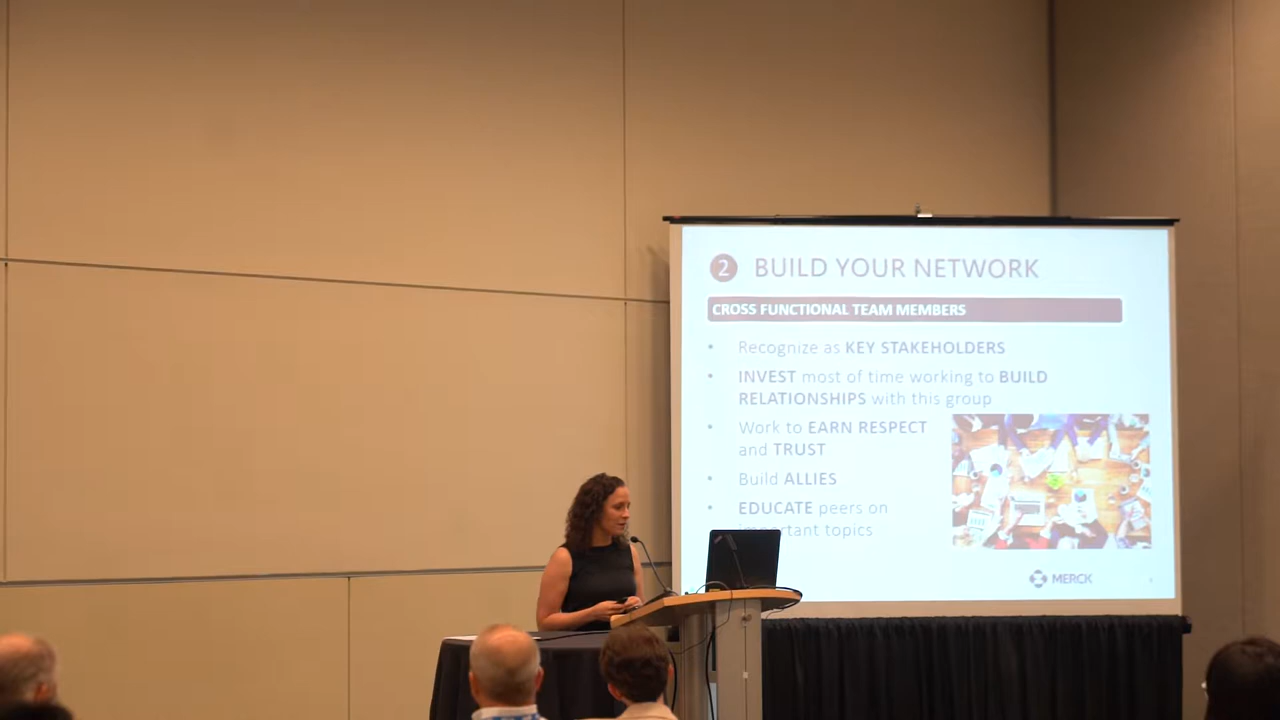 2 BUILD YOUR NETWORK
CROSS FUNCTIONAL TEAM MEMBERS
• Recognize as KEY STAKEHOLDERS
• INVEST most of time working to BUILD
RELATIONSHIPS with this group
• Work to EARN RESPECT
and TRUST
• Build ALLIES
• EDUCATE peers on
important topics
MERCK